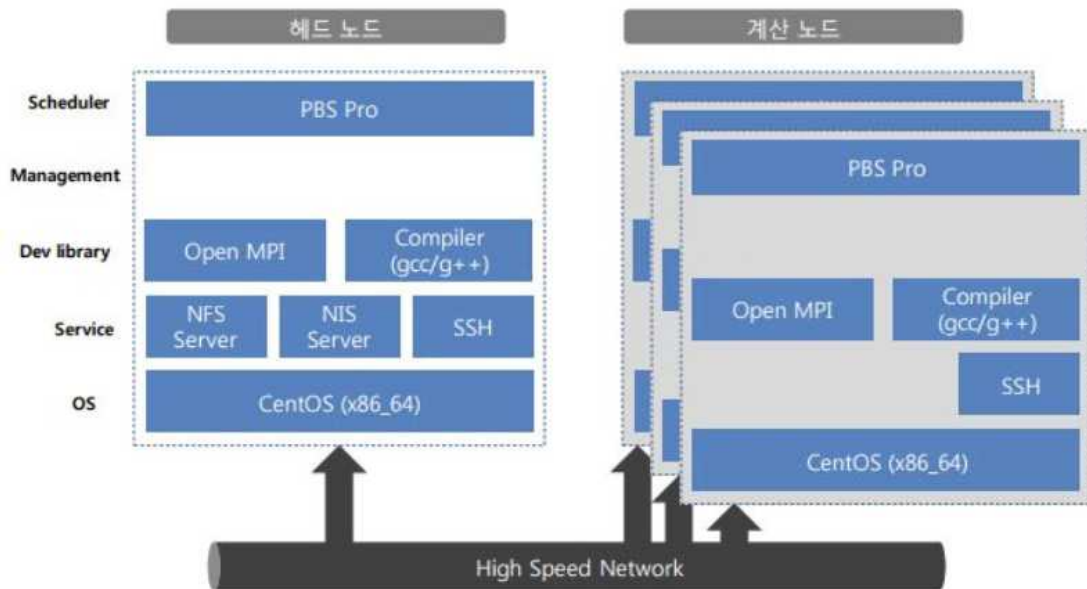 헤드 노드
계산 노드
Scheduler
PBS Pro
PBS Pro
Management
Dev library
Open MPI
Compiler
(gcc/g++)
Open MPI
Compiler
(gcc/g++)
Service
NFS
Server
NIS
Server
SSH
SSH
OS
CentOS (x86_64)
CentOS (x86_64)
High Speed Network